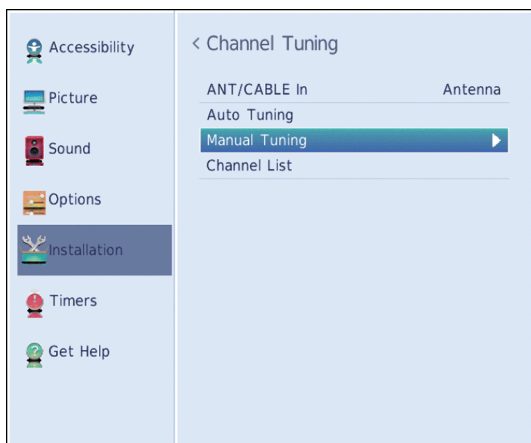 Accessibility
Picture
Sound
Options
Installation
Timers
Get Help
< Channel Tuning
ANT/CABLE In Antenna
Auto Tuning
Manual Tuning
Channel List